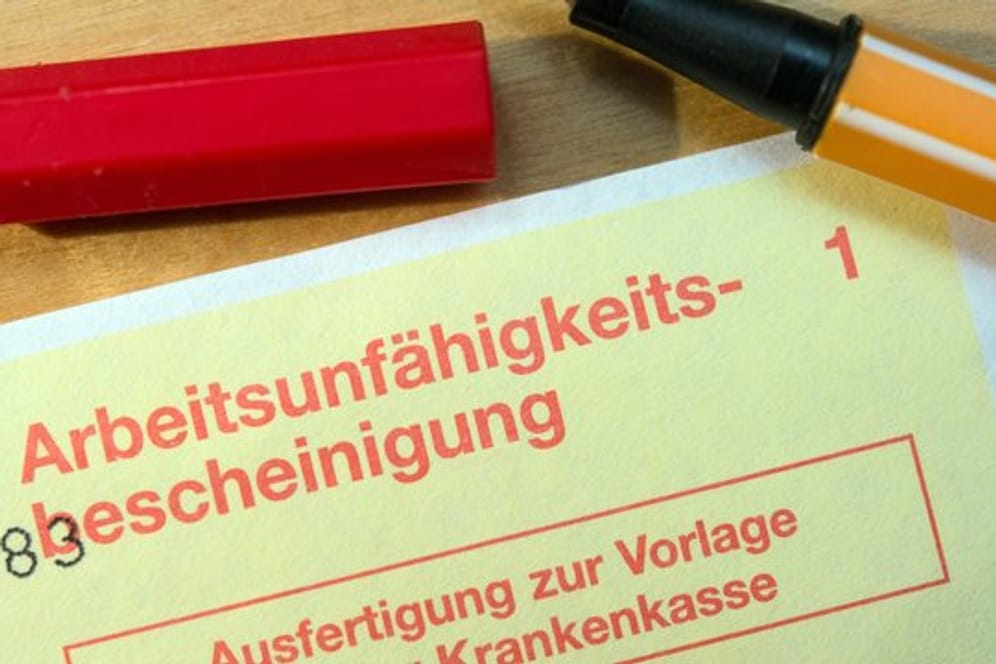 1
Arbeitsunfähigkeits-
bescheinigung
83
Ausfertigung zur Vorlage
Krankenkasse